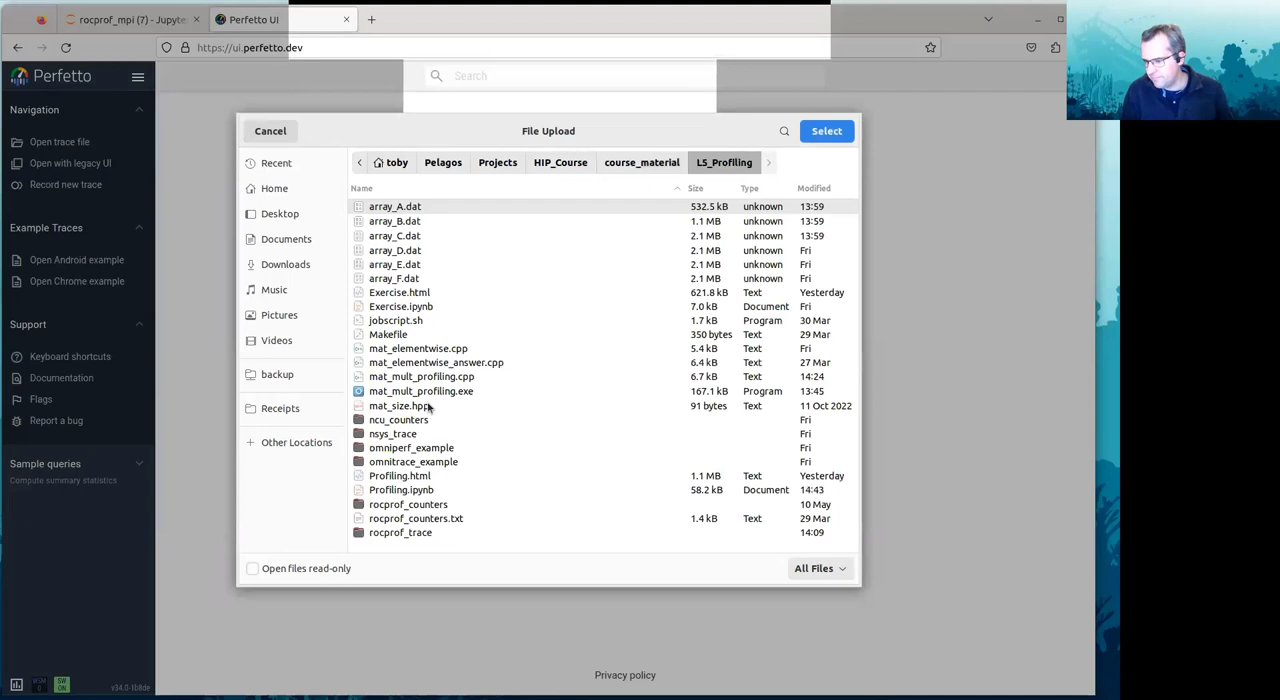 rocprof_mpi (7) - Jupyte
Perfetto UI
https://ui.perfetto.dev
Perfetto
Search
Navigation
Open trace file
Open with legacy UI
Record new trace
Example Traces
Open Android example
Open Chrome example
Support
Keyboard shortcuts
Documentation
Flags
Report a bug
Sample queries
Compute summary statistics
SW
ON
v34.0-1b8de
Cancel
File Upload
Select
Recent
Home
Desktop
Documents
Downloads
Music
Pictures
Videos
backup
Receipts
Other Locations
toby Pelagos Projects HIP_Course course_material L5_Profiling
Name Size Type Modified
array_A.dat 532.5 kB unknown 13:59
array_B.dat 1.1 MB unknown 13:59
array_C.dat 2.1 MB unknown 13:59
array_D.dat 2.1 MB unknown Fri
array_E.dat 2.1 MB unknown Fri
array_F.dat 2.1 MB unknown Fri
Exercise.html 621.8 kB Text Yesterday
Exercise.ipynb 7.0 kB Document Fri
jobscript.sh 1.7 kB Program 30 Mar
Makefile 350 bytes Text 29 Mar
mat_elementwise.cpp 5.4 kB Text Fri
mat_elementwise_answer.cpp 6.4 kB Text 27 Mar
mat_mult_profiling.cpp 6.7 kB Text 14:24
mat_mult_profiling.exe 167.1 kB Program 13:45
mat_size.hpp 91 bytes Text 11 Oct 2022
ncu_counters Fri
nsys_trace Fri
omniperf_example Fri
omnitrace_example Fri
Profiling.html 1.1 MB Text Yesterday
Profiling.ipynb 58.2 kB Document 14:43
rocprof_counters 10 May
rocprof_counters.txt 1.4 kB Text 29 Mar
rocprof_trace 14:09
Open files read-only
All Files
Privacy policy